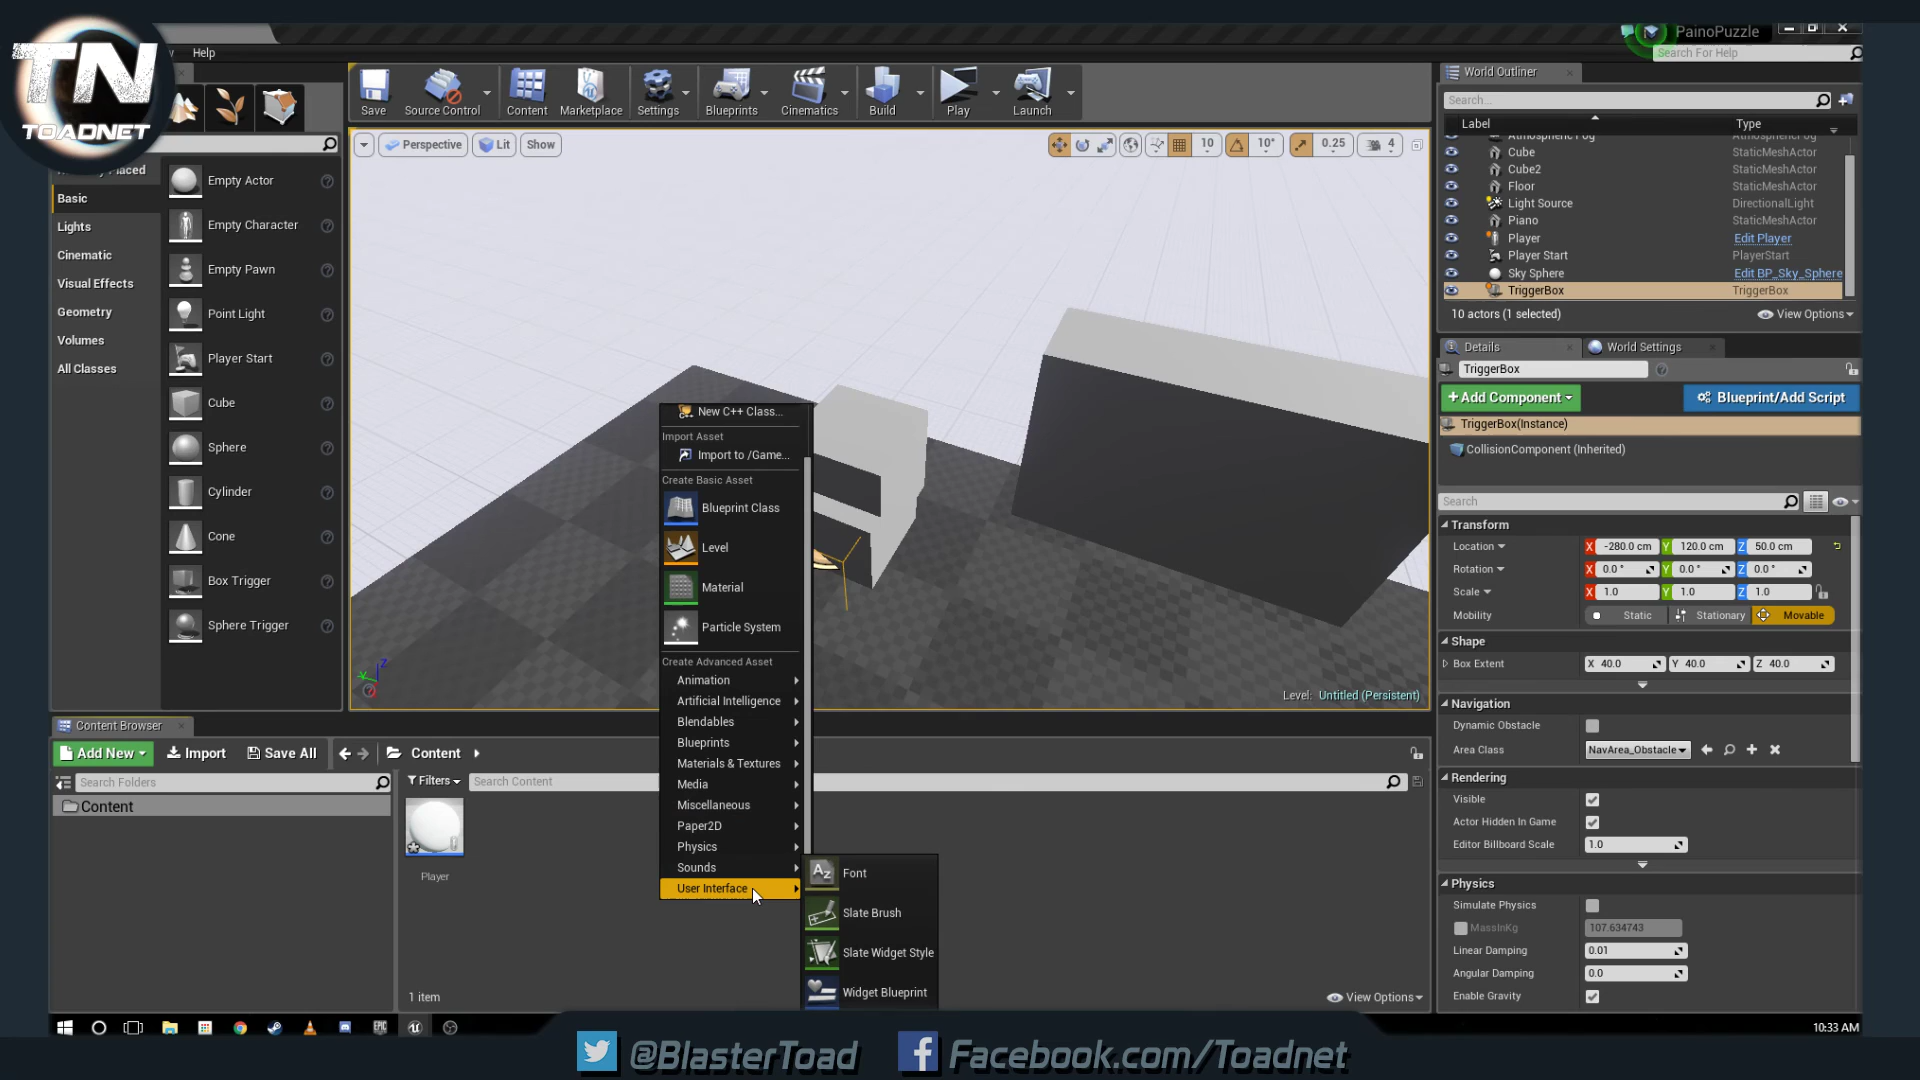 TN
TOADNET
Help
PainoPuzzle
Search For Help
Save
Source Control
Content
Marketplace
Settings
Blueprints
Cinematics
Build
Play
Launch
Perspective
Lit
Show
10
10°
0.25
4
Basic
Lights
Cinematic
Visual Effects
Geometry
Volumes
All Classes
Empty Actor
Empty Character
Empty Pawn
Point Light
Player Start
Cube
Sphere
Cylinder
Cone
Box Trigger
Sphere Trigger
New C++ Class...
Import Asset
Import to /Game...
Create Basic Asset
Blueprint Class
Level
Material
Particle System
Create Advanced Asset
Animation
Artificial Intelligence
Blendables
Blueprints
Materials & Textures
Media
Miscellaneous
Paper2D
Physics
Sounds
User Interface
Font
Slate Brush
Slate Widget Style
Widget Blueprint
Level: Untitled (Persistent)
World Outliner
Search...
Label Type
Cube StaticMeshActor
Cube2 StaticMeshActor
Floor StaticMeshActor
Light Source DirectionalLight
Piano StaticMeshActor
Player Edit Player
Player Start PlayerStart
Sky Sphere Edit BP_Sky_Sphere
TriggerBox TriggerBox
10 actors (1 selected)
View Options
Details
World Settings
TriggerBox
+Add Component
Blueprint/Add Script
TriggerBox(Instance)
CollisionComponent (Inherited)
Search
Transform
Location X -280.0 cm Y 120.0 cm Z 50.0 cm
Rotation X 0.0 ° Y 0.0 ° Z 0.0 °
Scale X 1.0 Y 1.0 Z 1.0
Mobility Static Stationary Movable
Shape
Box Extent X 40.0 Y 40.0 Z 40.0
Navigation
Dynamic Obstacle
Area Class NavArea_Obstacle
Rendering
Visible
Actor Hidden In Game
Editor Billboard Scale 1.0
Physics
Simulate Physics
MassInKg 107.634743
Linear Damping 0.01
Angular Damping 0.0
Enable Gravity
Content Browser
Add New
Import
Save All
Content
Search Folders
Content
Filters
Search Content
Player
1 item
View Options
EPIC
10:33 AM
@BlasterToad
Facebook.com/Toadnet